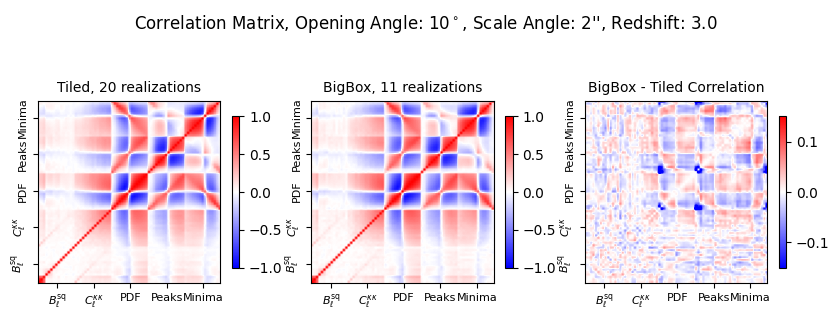 Correlation Matrix, Opening Angle: 10°, Scale Angle: 2'', Redshift: 3.0
Tiled, 20 realizations
BigBox, 11 realizations
BigBox - Tiled Correlation
Minima
Peaks
PDF
C_ℓ^κκ
B_ℓ^sq
B_ℓ^sq
C_ℓ^κκ
PDF
Peaks
Minima
1.0
0.5
0.0
−0.5
−1.0
Minima
Peaks
PDF
C_ℓ^κκ
B_ℓ^sq
B_ℓ^sq
C_ℓ^κκ
PDF
Peaks
Minima
1.0
0.5
0.0
−0.5
−1.0
Minima
Peaks
PDF
C_ℓ^κκ
B_ℓ^sq
B_ℓ^sq
C_ℓ^κκ
PDF
Peaks
Minima
0.1
0.0
−0.1